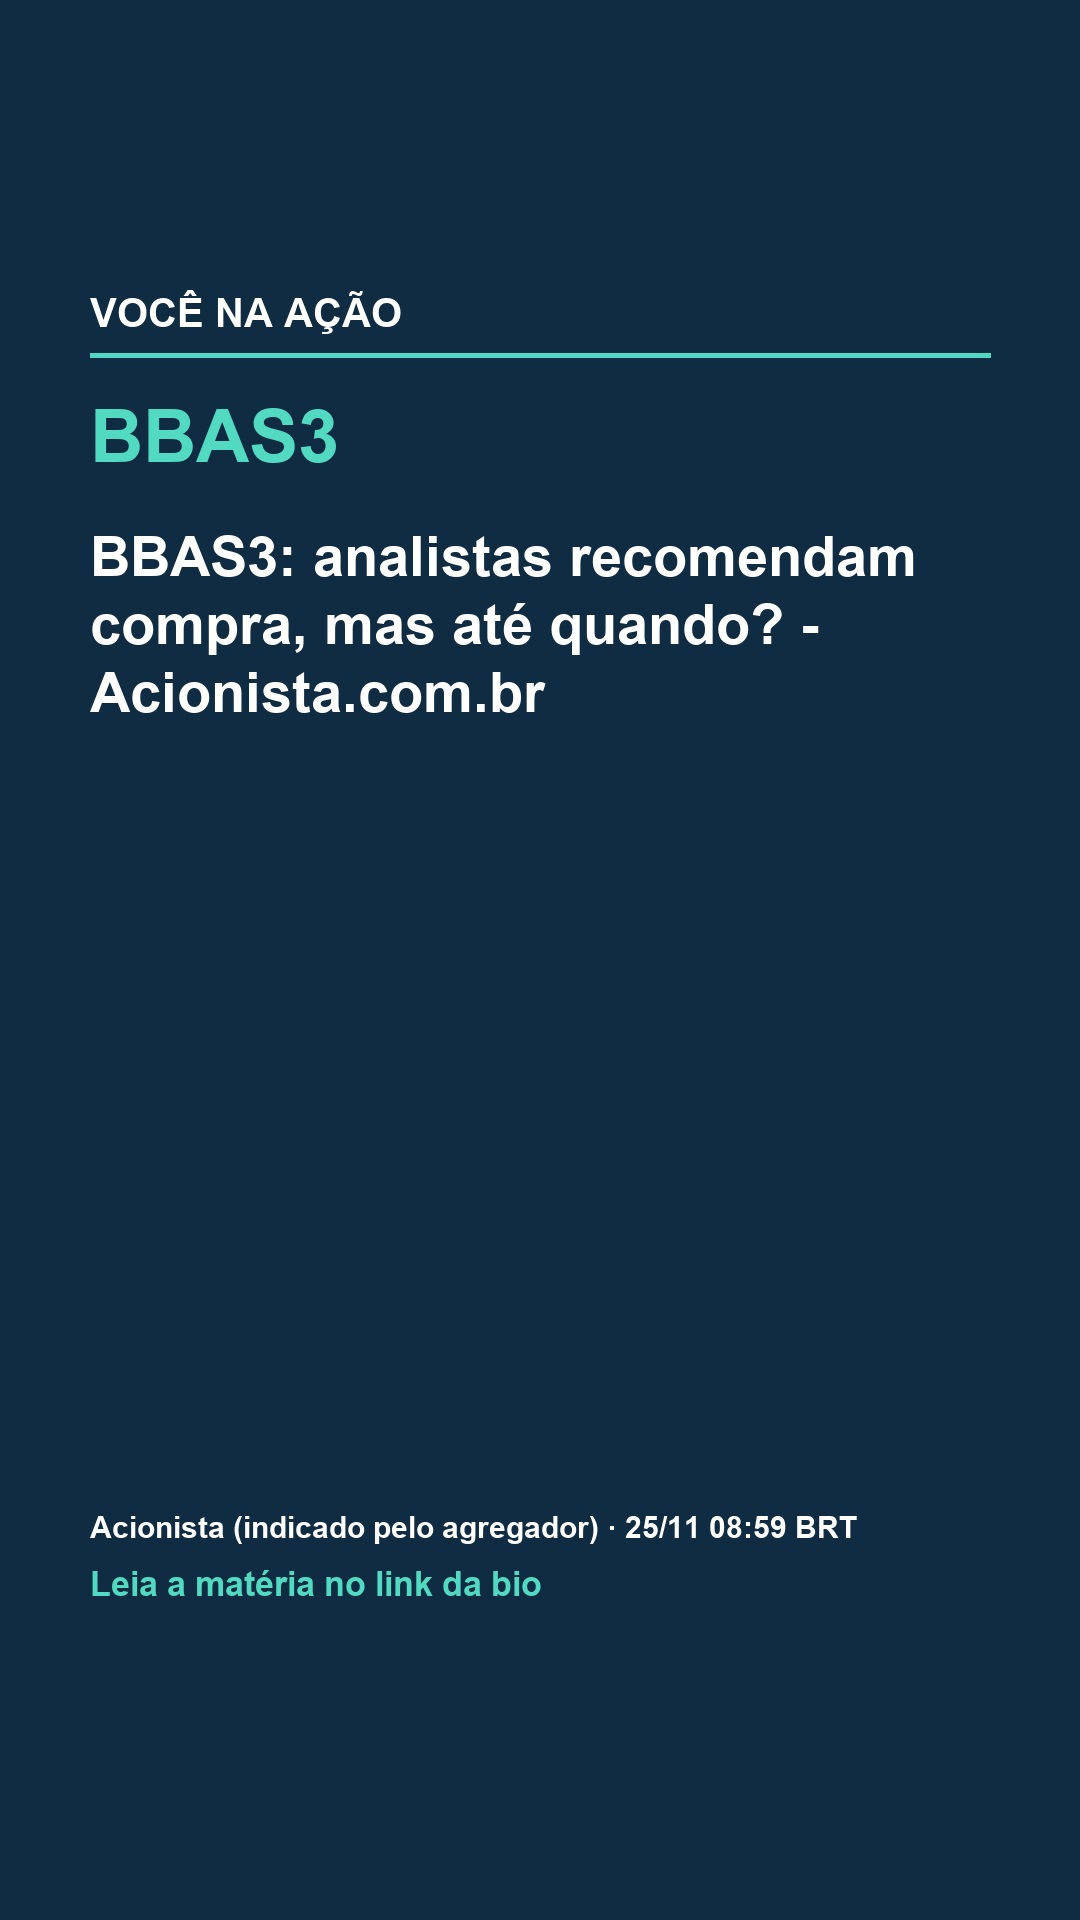 VOCÊ NA AÇÃO
BBAS3
BBAS3: analistas recomendam
compra, mas até quando? -
Acionista.com.br
Acionista (indicado pelo agregador) · 25/11 08:59 BRT
Leia a matéria no link da bio